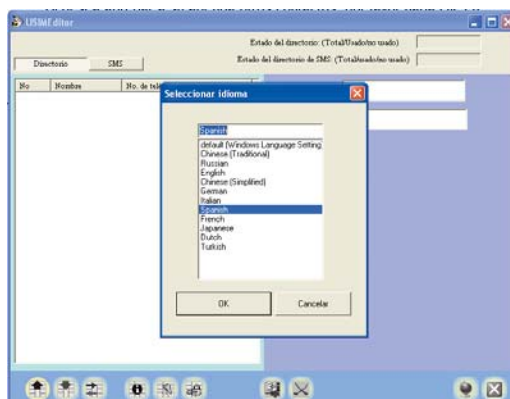 USIMEditor
Estado del directorio: (Total/Usado/no usado)
Directorio
SMS
Estado del directorio de SMS: (Total/usado/no usado)
No
Nombre
No. de tel
Seleccionar idioma
Spanish
default (Windows Language Setting
Chinese (Traditional)
Russian
English
Chinese (Simplified)
German
Italian
Spanish
French
Japanese
Dutch
Turkish
OK
Cancelar